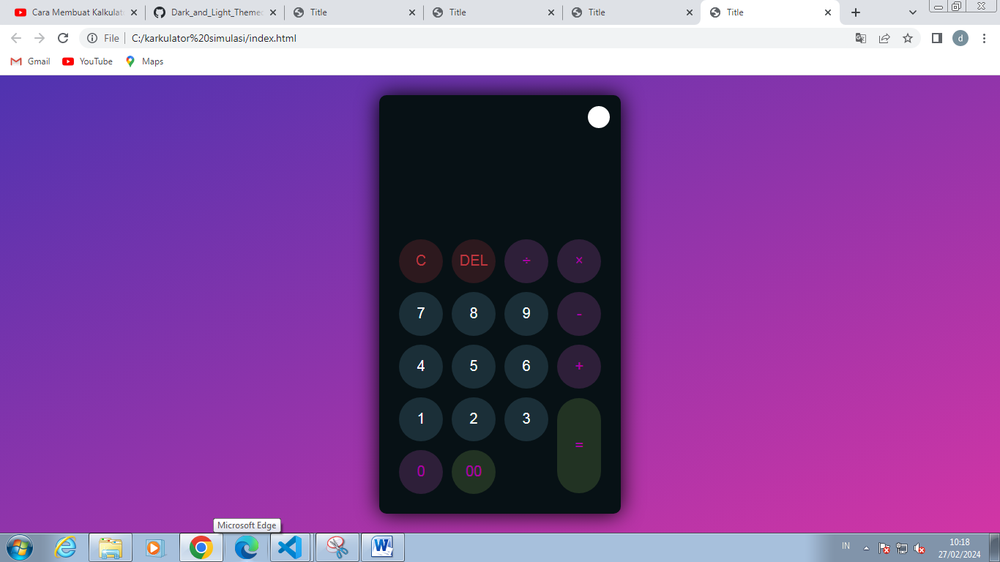 Cara Membuat Kalkulat
Dark_and_Light_Theme
Title
Title
Title
Title
File
C:/karkulator%20simulasi/index.html
d
Gmail
YouTube
Maps
C DEL ÷ ×
7 8 9 -
4 5 6 +
1 2 3 =
0 00
Microsoft Edge
IN
10:18
27/02/2024